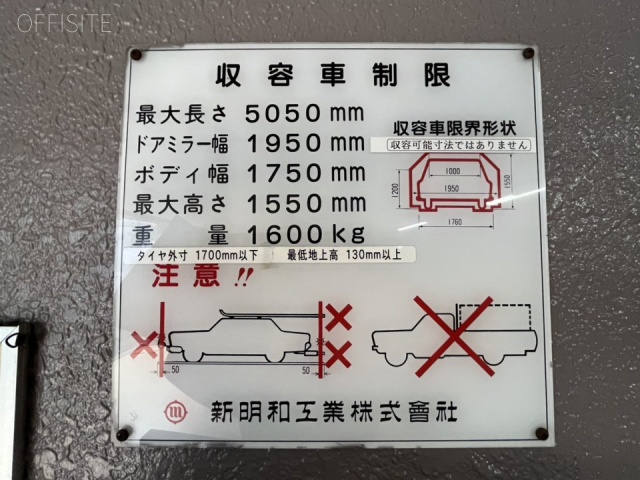 OFFISITE
収容車制限
最大長さ 5050mm
ドアミラー幅 1950mm
ボディ幅 1750mm
最大高さ 1550mm
重量 1600kg
タイヤ外寸 1700mm以下 最低地上高 130mm以上
収容車限界形状
(収容可能寸法ではありません)
1000
1200
1950
1550
1760
注意!!
50
50
新明和工業株式會社